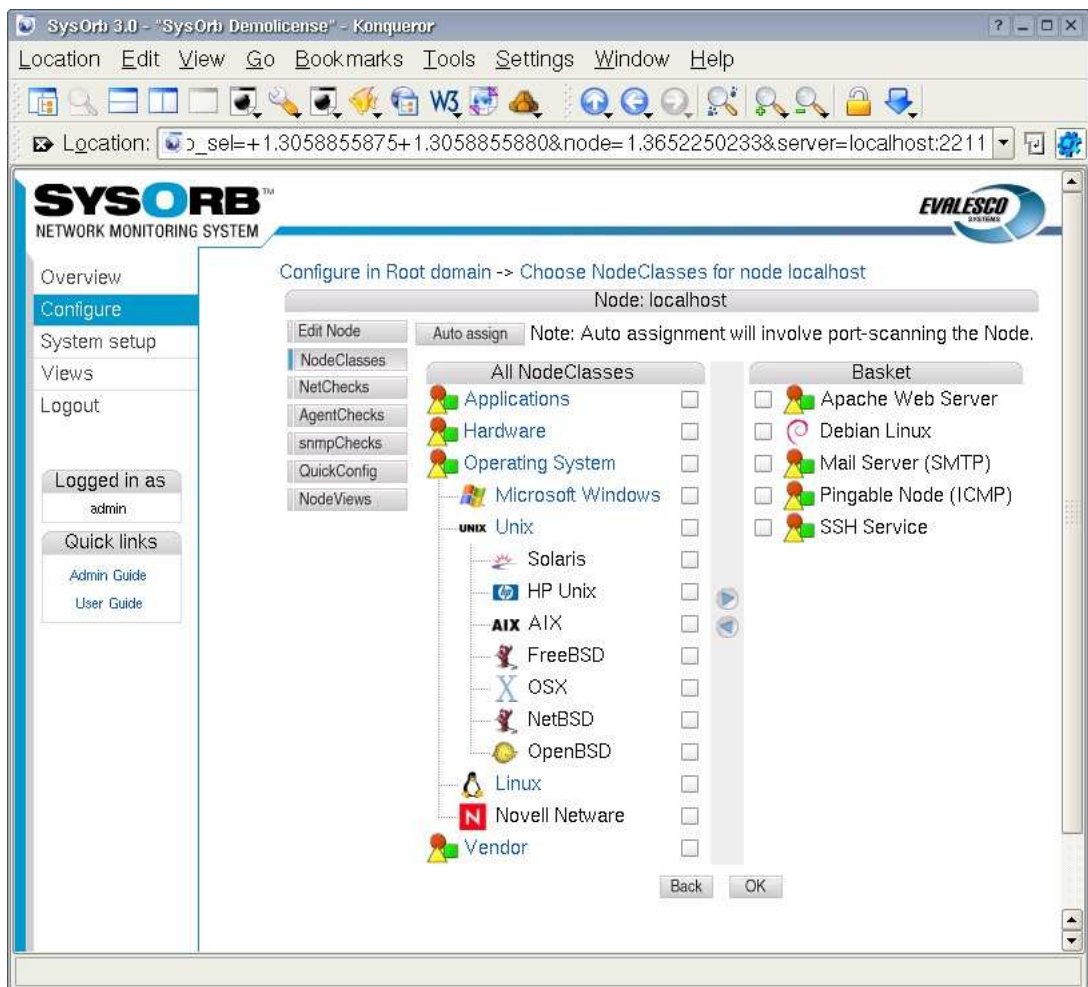 SysOrb 3.0 - "SysOrb Demolicense" - Konqueror
Location Edit View Go Bookmarks Tools Settings Window Help
W3
Location: o_sel=+1.3058855875+1.3058855880&node=1.3652250233&server=localhost:2211
SYSORB™
NETWORK MONITORING SYSTEM
EVALESCO
SYSTEMS
Overview
Configure
System setup
Views
Logout
Logged in as
admin
Quick links
Admin Guide
User Guide
Configure in Root domain -> Choose NodeClasses for node localhost
Node: localhost
Edit Node
NodeClasses
NetChecks
AgentChecks
snmpChecks
QuickConfig
NodeViews
Auto assign Note: Auto assignment will involve port-scanning the Node.
All NodeClasses
Applications
Hardware
Operating System
Microsoft Windows
UNIX Unix
Solaris
hp HP Unix
AIX AIX
FreeBSD
X OSX
NetBSD
OpenBSD
Linux
N Novell Netware
Vendor
Basket
Apache Web Server
Debian Linux
Mail Server (SMTP)
Pingable Node (ICMP)
SSH Service
Back OK